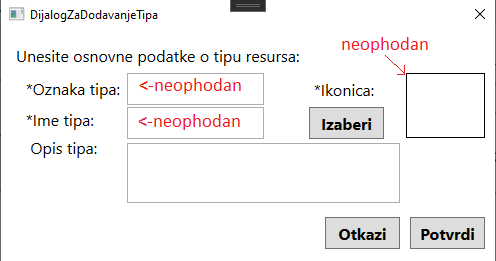 DijalogZaDodavanjeTipa
neophodan
Unesite osnovne podatke o tipu resursa:
*Oznaka tipa: <-neophodan *Ikonica:
*Ime tipa: <-neophodan Izaberi
Opis tipa:
Otkazi Potvrdi